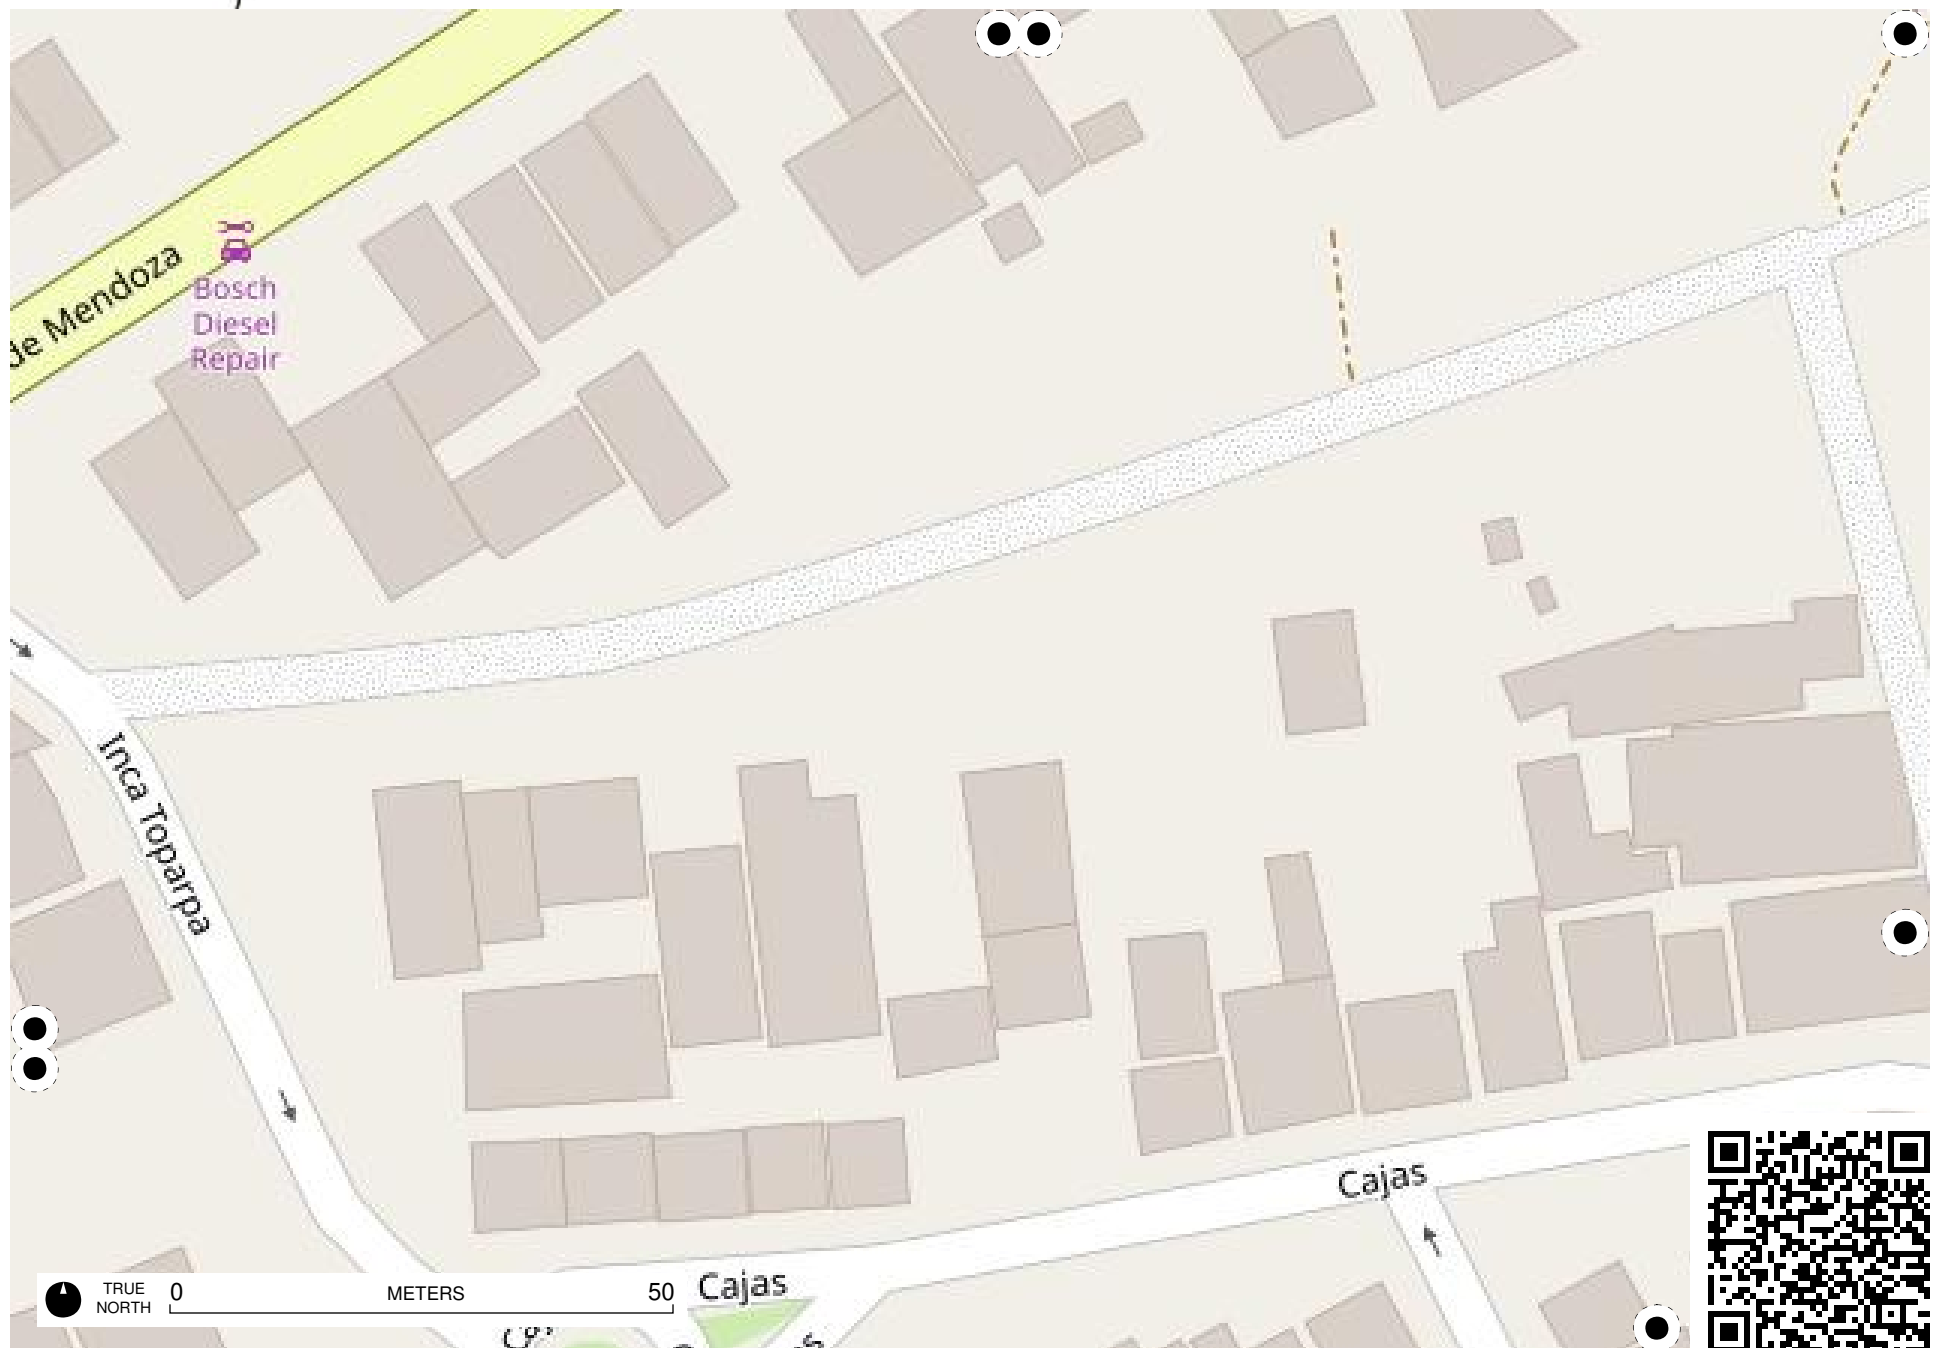 de Mendoza
Bosch
Diesel
Repair
Inca Toparpa
Cajas
TRUE
NORTH
0 METERS 50
Cajas